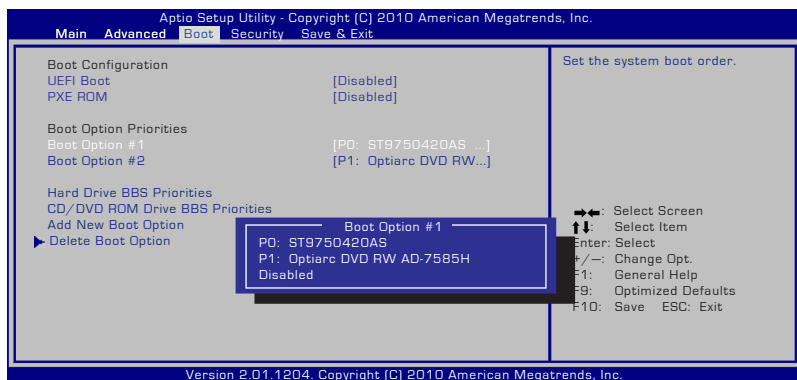 Aptio Setup Utility - Copyright (C) 2010 American Megatrends, Inc.
Main Advanced Boot Security Save & Exit
Boot Configuration
UEFI Boot [Disabled]
PXE ROM [Disabled]
Boot Option Priorities
Boot Option #1 [P0: ST9750420AS ...]
Boot Option #2 [P1: Optiarc DVD RW...]
Hard Drive BBS Priorities
CD/DVD ROM Drive BBS Priorities
Add New Boot Option
Delete Boot Option
Boot Option #1
P0: ST9750420AS
P1: Optiarc DVD RW AD-7585H
Disabled
Set the system boot order.
→←: Select Screen
↑↓: Select Item
Enter: Select
+/—: Change Opt.
F1: General Help
F9: Optimized Defaults
F10: Save ESC: Exit
Version 2.01.1204. Copyright (C) 2010 American Megatrends, Inc.